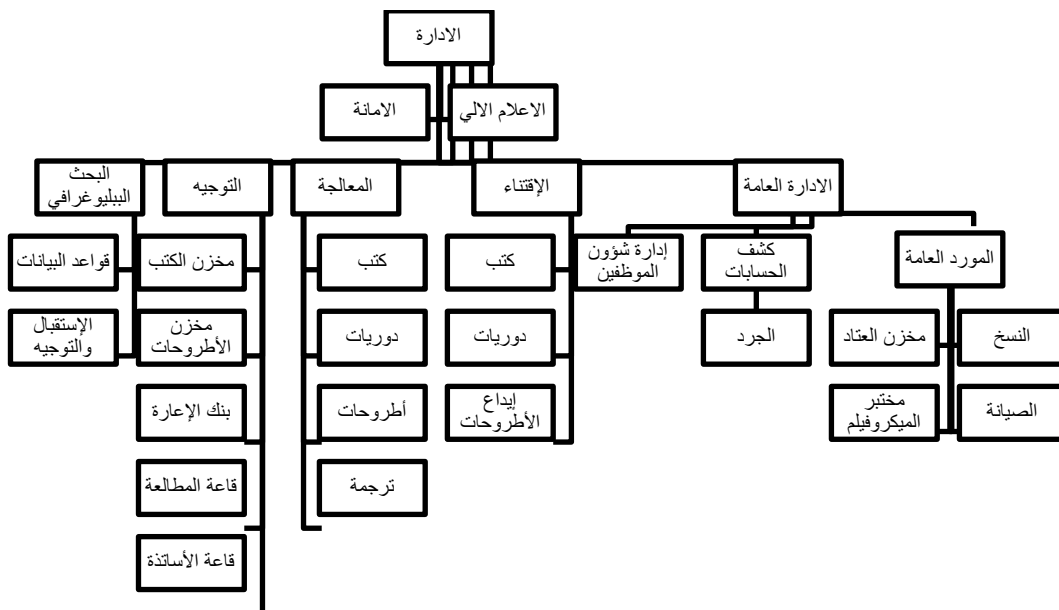 الادارة
الاعلام الالي
الامانة
الادارة العامة
الإقتناء
المعالجة
التوجيه
البحث
الببليوغرافي
المورد العامة
كشف
الحسابات
إدارة شؤون
الموظفين
كتب
كتب
مخزن الكتب
قواعد البيانات
النسخ
مخزن العتاد
الجرد
دوريات
دوريات
مخزن
الأطروحات
الإستقبال
والتوجيه
الصيانة
مختبر
الميكروفيلم
إيداع
الأطروحات
أطروحات
بنك الإعارة
ترجمة
قاعة المطالعة
قاعة الأساتذة